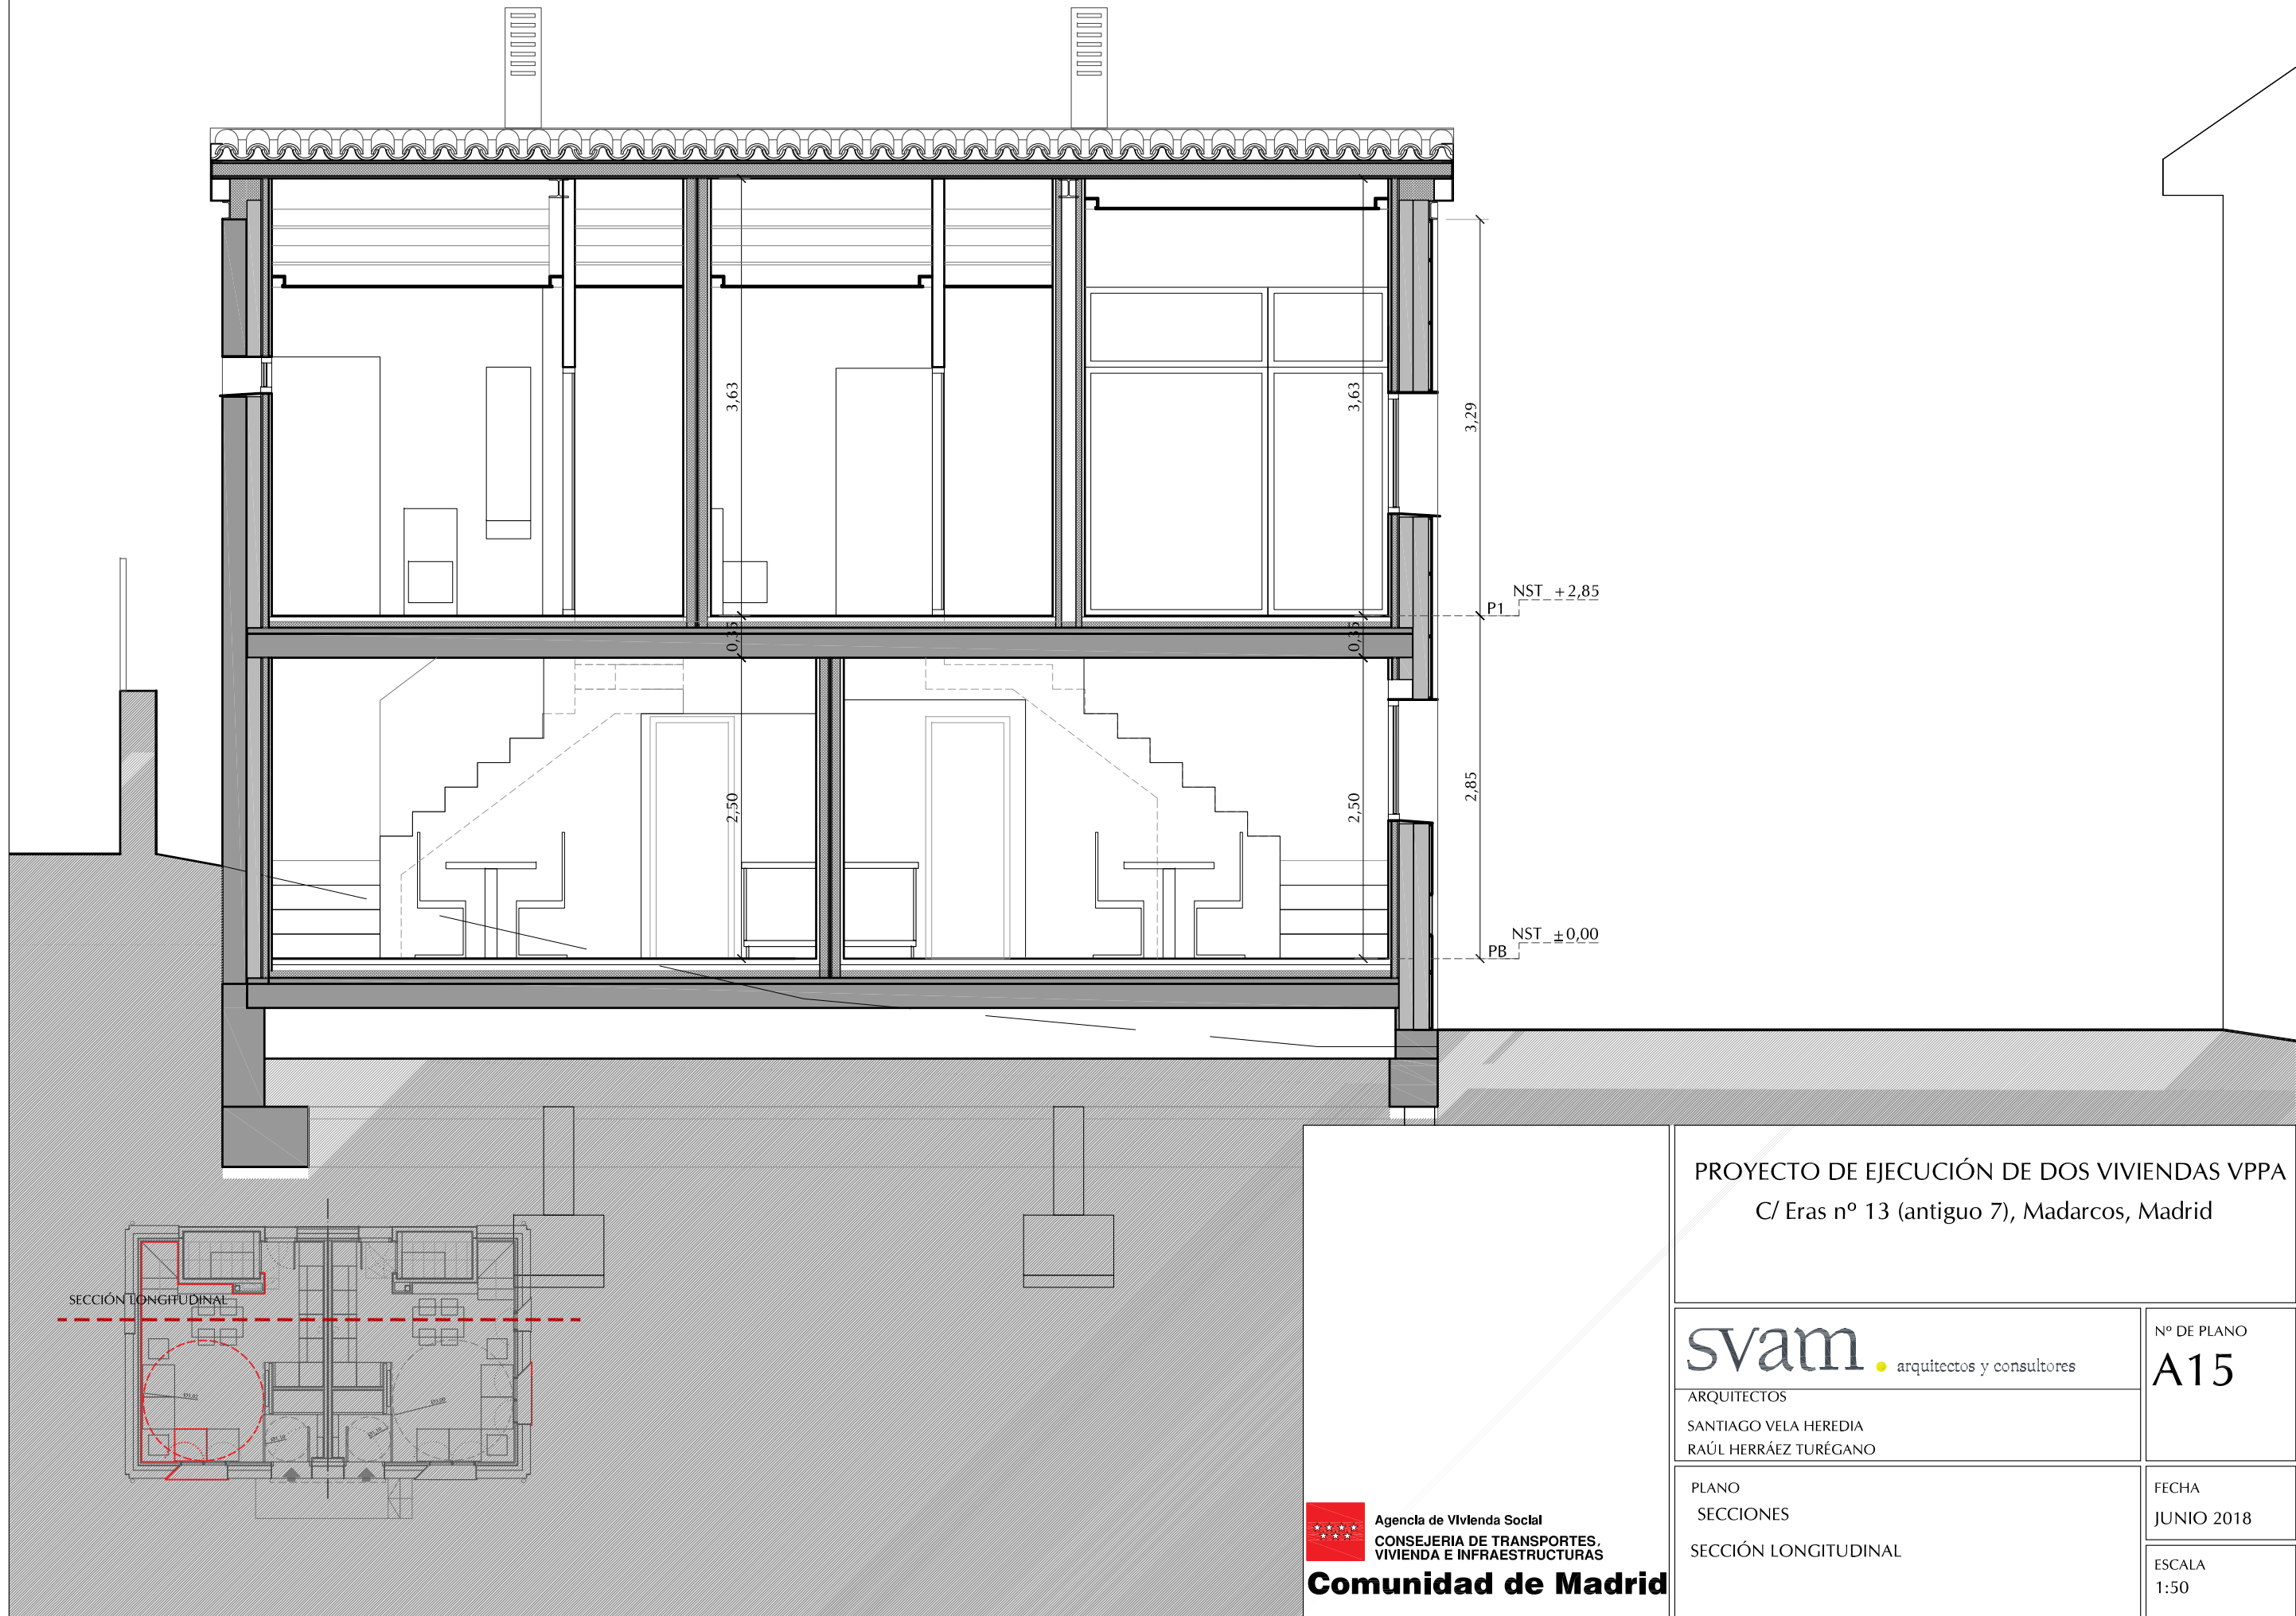 3,63
3,63
3,29
NST +2,85
P1
0,35
0,35
2,50
2,50
2,85
NST ±0,00
PB
SECCIÓN LONGITUDINAL
PROYECTO DE EJECUCIÓN DE DOS VIVIENDAS VPPA
C/ Eras nº 13 (antiguo 7), Madarcos, Madrid
svam. arquitectos y consultores
Nº DE PLANO
A15
ARQUITECTOS
SANTIAGO VELA HEREDIA
RAÚL HERRÁEZ TURÉGANO
PLANO
SECCIONES
SECCIÓN LONGITUDINAL
FECHA
JUNIO 2018
ESCALA
1:50
Agencia de Vivienda Social
CONSEJERIA DE TRANSPORTES,
VIVIENDA E INFRAESTRUCTURAS
Comunidad de Madrid